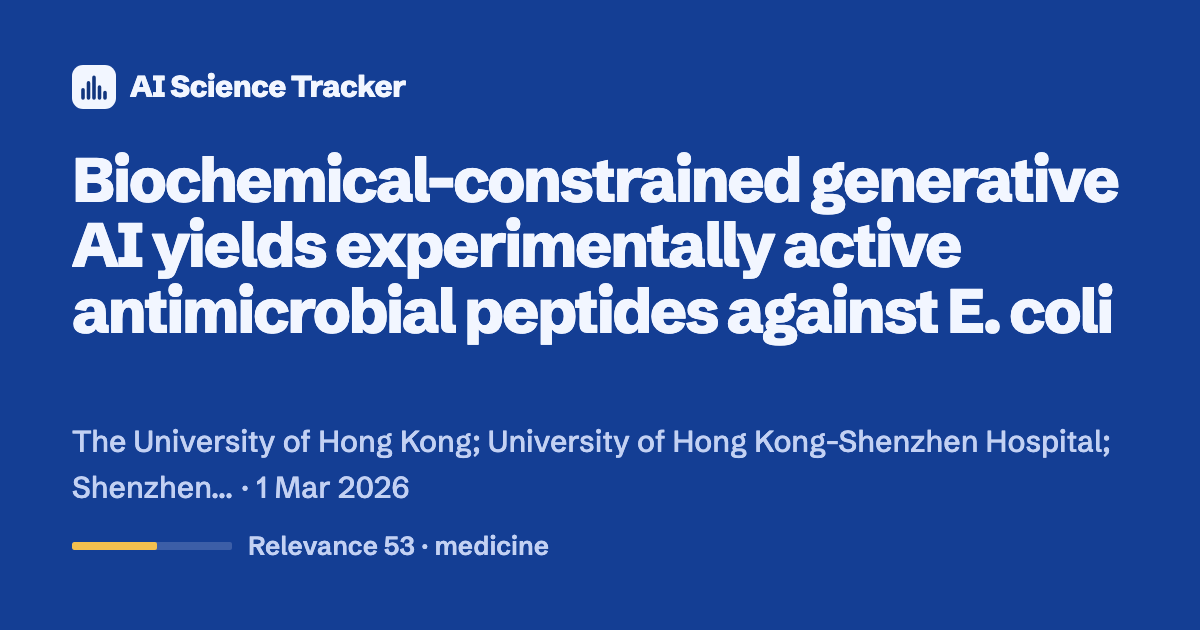 AI Science Tracker
Biochemical-constrained generative
AI yields experimentally active
antimicrobial peptides against E. coli
The University of Hong Kong; University of Hong Kong-Shenzhen Hospital;
Shenzhen... · 1 Mar 2026
Relevance 53 · medicine